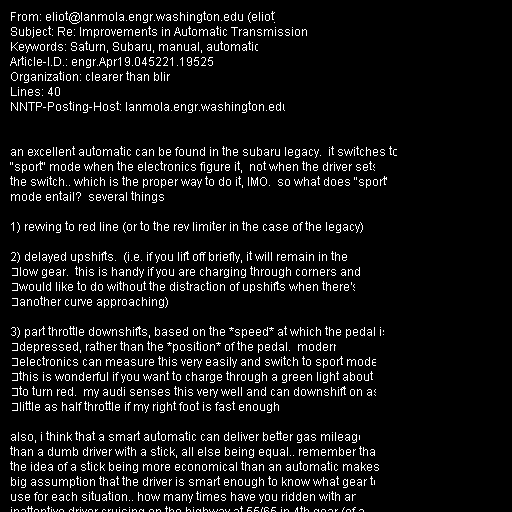 From: eliot@lanmola.engr.washington.edu (eliot
Subject: Re: Improvements in Automatic Transmission
Keywords: Saturn, Subaru, manual, automatic
Article-I.D.: engr.Apr19.045221.19525
Organization: clearer than blir
Lines: 40
NNTP-Posting-Host: lanmola.engr.washington.edu
an excellent automatic can be found in the subaru legacy.  it switches to
"sport" mode when the electronics figure it,  not when the driver sets
the switch.. which is the proper way to do it, IMO.  so what does "sport"
mode entail?  several things
1) revving to red line (or to the rev limiter in the case of the legacy)
2) delayed upshifts.  (i.e. if you lift off briefly, it will remain in the
low gear.  this is handy if you are charging through corners and
would like to do without the distraction of upshifts when there's
another curve approaching)
3) part throttle downshifts, based on the *speed* at which the pedal is
depressed, rather than the *position* of the pedal.  modern
electronics can measure this very easily and switch to sport mode
this is wonderful if you want to charge through a green light about
to turn red.  my audi senses this very well and can downshift on as
little as half throttle if my right foot is fast enough
also, i think that a smart automatic can deliver better gas mileag
than a dumb driver with a stick, all else being equal.. remember tha
the idea of a stick being more economical than an automatic makes
big assumption that the driver is smart enough to know what gear t
use for each situation.. how many times have you ridden with an
inattentive driver cruising on the highway at 55/65 in 4th gear (of a